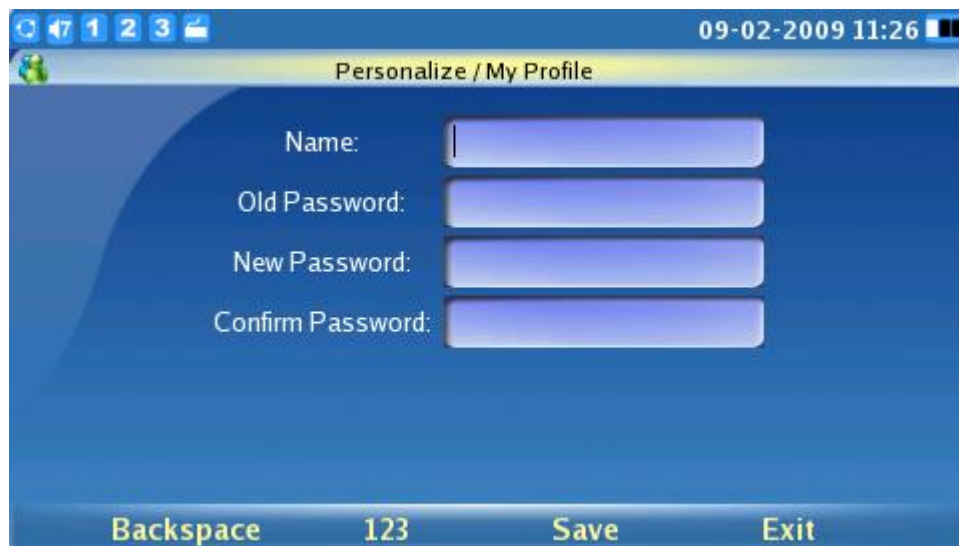 7 1 2 3 09-02-2009 11:26
Personalize / My Profile
Name:
Old Password:
New Password:
Confirm Password:
Backspace 123 Save Exit